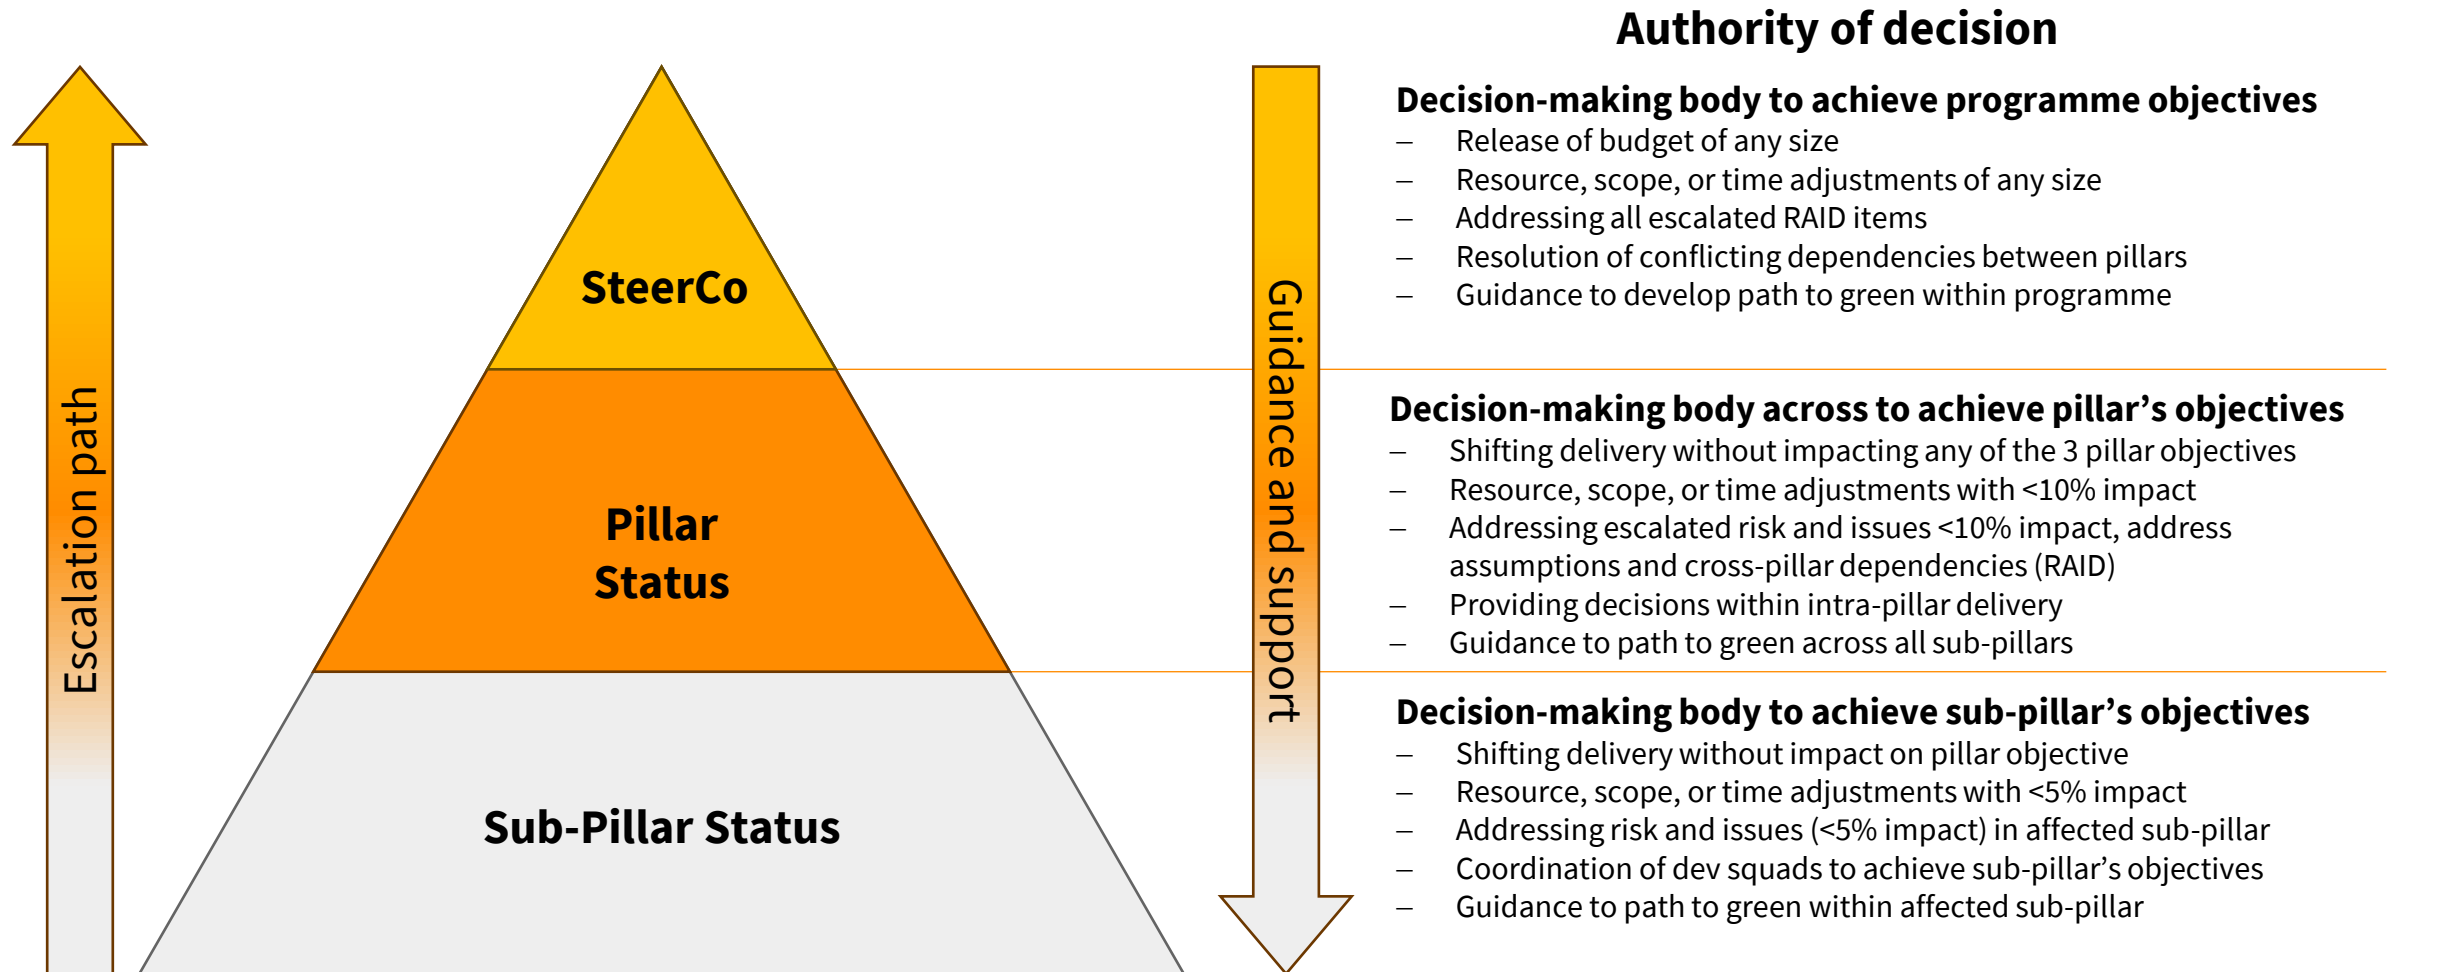 Authority of decision
Escalation path
SteerCo
Pillar
Status
Sub-Pillar Status
Guidance and support
Decision-making body to achieve programme objectives
– Release of budget of any size
– Resource, scope, or time adjustments of any size
– Addressing all escalated RAID items
– Resolution of conflicting dependencies between pillars
– Guidance to develop path to green within programme
Decision-making body across to achieve pillar’s objectives
– Shifting delivery without impacting any of the 3 pillar objectives
– Resource, scope, or time adjustments with <10% impact
– Addressing escalated risk and issues <10% impact, address
assumptions and cross-pillar dependencies (RAID)
– Providing decisions within intra-pillar delivery
– Guidance to path to green across all sub-pillars
Decision-making body to achieve sub-pillar’s objectives
– Shifting delivery without impact on pillar objective
– Resource, scope, or time adjustments with <5% impact
– Addressing risk and issues (<5% impact) in affected sub-pillar
– Coordination of dev squads to achieve sub-pillar’s objectives
– Guidance to path to green within affected sub-pillar